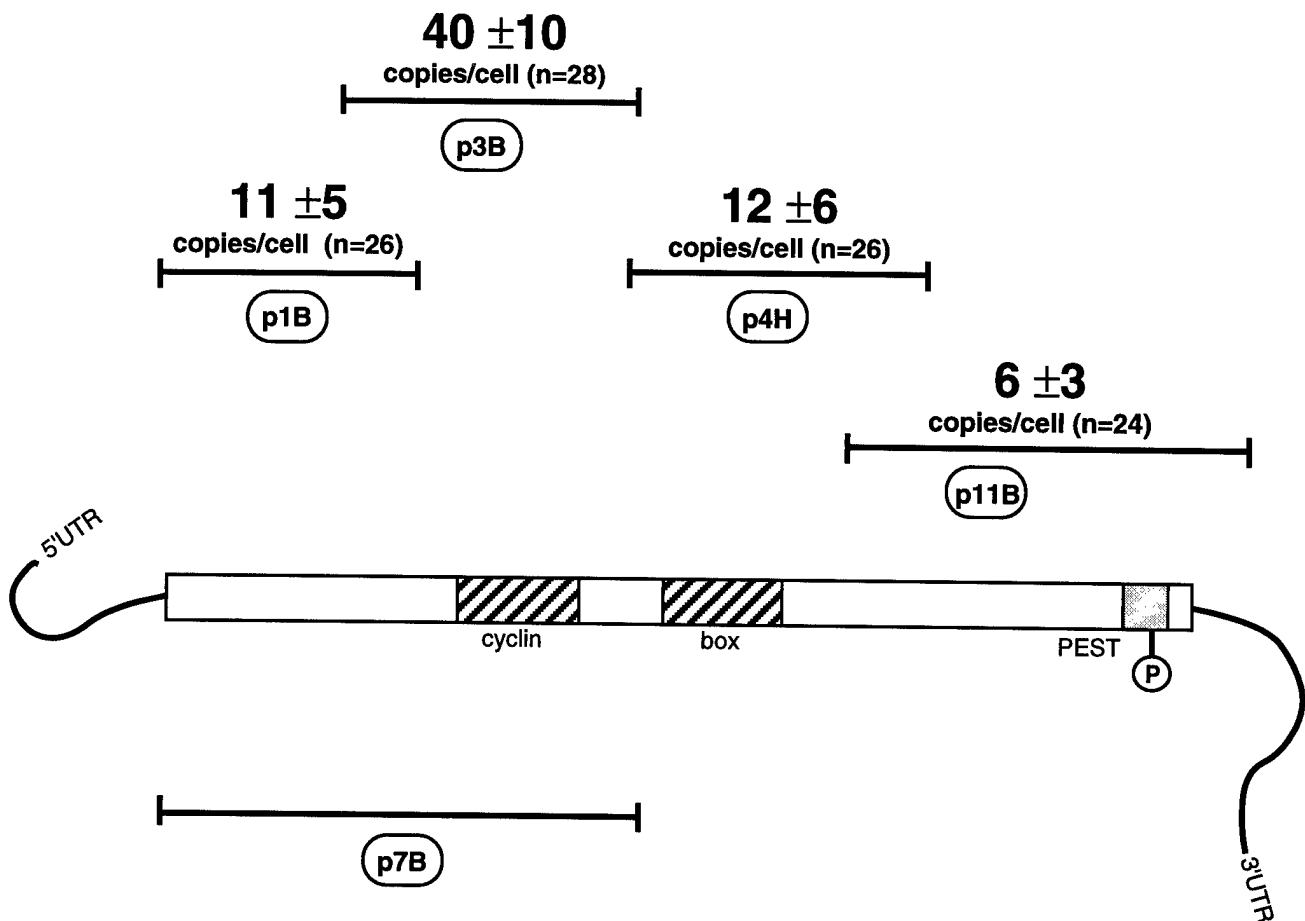 40 ±10
copies/cell (n=28)
p3B
11 ±5
copies/cell (n=26)
p1B
12 ±6
copies/cell (n=26)
p4H
6 ±3
copies/cell (n=24)
p11B
5'UTR
cyclin
box
PEST
P
p7B
3'UTR